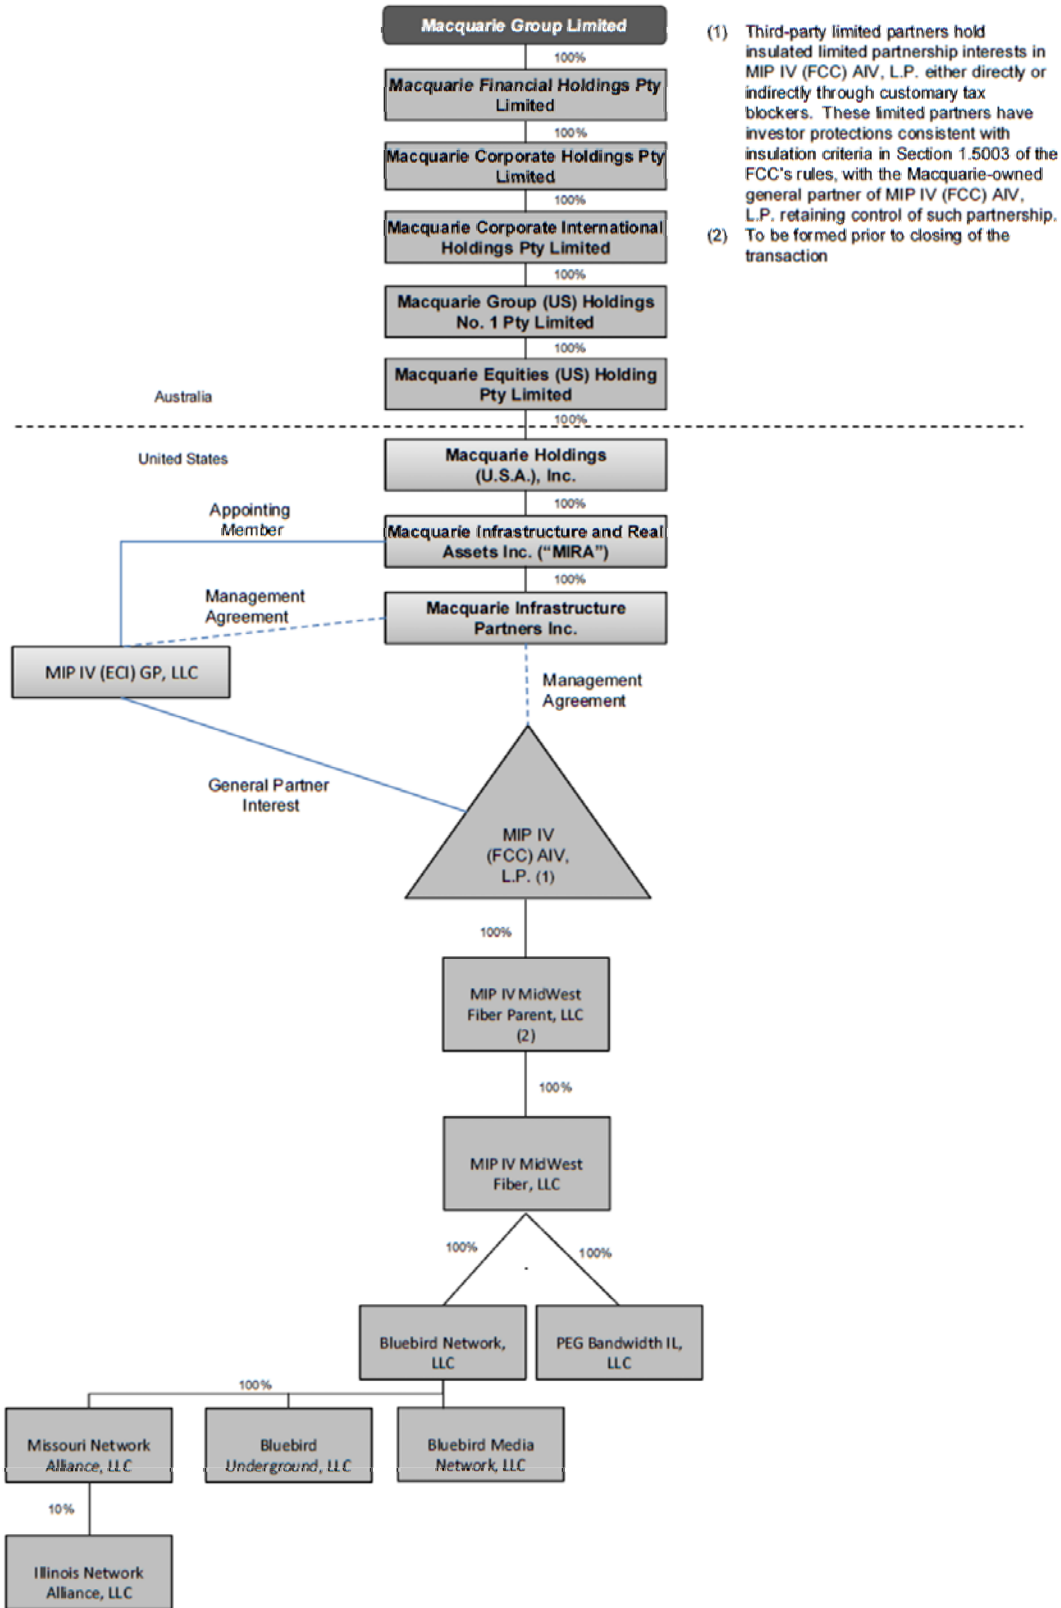 Macquarie Group Limited
100%
Macquarie Financial Holdings Pty
Limited
100%
Macquarie Corporate Holdings Pty
Limited
100%
Macquarie Corporate International
Holdings Pty Limited
100%
Macquarie Group (US) Holdings
No. 1 Pty Limited
100%
Macquarie Equities (US) Holding
Pty Limited
100%
(1) Third-party limited partners hold
insulated limited partnership interests in
MIP IV (FCC) AIV, L.P. either directly or
indirectly through customary tax
blockers. These limited partners have
investor protections consistent with
insulation criteria in Section 1.5003 of the
FCC's rules, with the Macquarie-owned
general partner of MIP IV (FCC) AIV,
L.P. retaining control of such partnership.
(2) To be formed prior to closing of the
transaction
Australia
United States
Macquarie Holdings
(U.S.A.), Inc.
100%
Appointing
Member
Macquarie Infrastructure and Real
Assets Inc. (“MIRA”)
100%
Management
Agreement
Macquarie Infrastructure
Partners Inc.
MIP IV (ECI) GP, LLC
Management
Agreement
General Partner
Interest
MIP IV
(FCC) AIV,
L.P. (1)
100%
MIP IV MidWest
Fiber Parent, LLC
(2)
100%
MIP IV MidWest
Fiber, LLC
100%
100%
Bluebird Network,
LLC
PEG Bandwidth IL,
LLC
100%
Missouri Network
Alliance, LLC
Bluebird
Underground, LLC
Bluebird Media
Network, LLC
10%
Illinois Network
Alliance, LLC